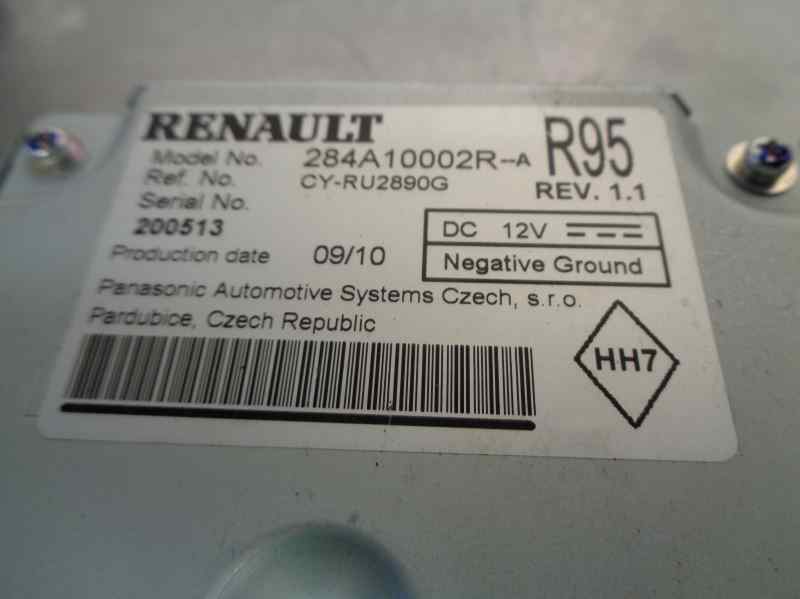 RENAULT
Model No. 284A10002R-A R95
Ref. No. CY-RU2890G REV. 1.1
Serial No.
200513
DC 12V
Production date 09/10
Negative Ground
Panasonic Automotive Systems Czech, s.r.o.
Pardubice, Czech Republic
HH7